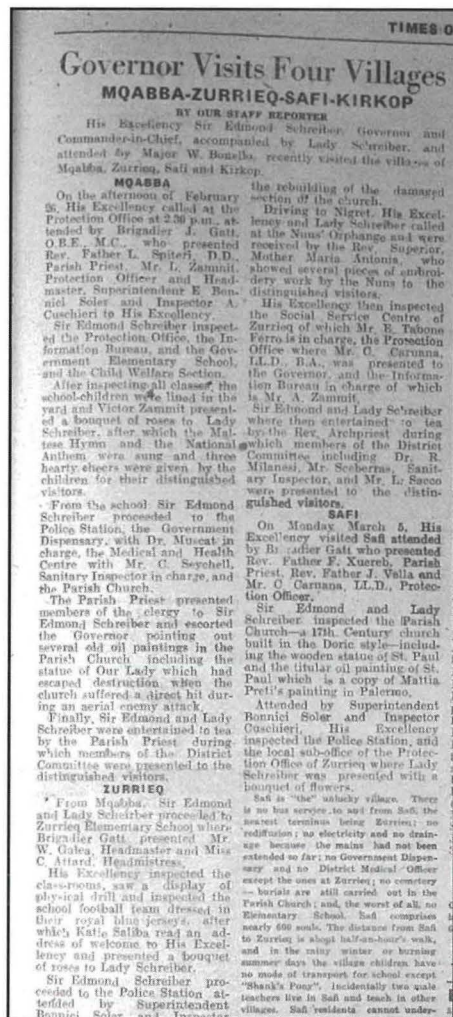 TIMES O
Governor Visits Four Villages
MQABBA-ZURRIEQ-SAFI-KIRKOP
BY OUR STAFF REPORTER
His Excellency Sir Edmond Schreiber, Governor and
Commander-in-Chief, accompanied by Lady Schreiber, and
attended by Major W. Bonello, recently visited the villages of
Mqabba, Zurrieq, Safi and Kirkop.
MQABBA
On the afternoon of February
26, His Excellency called at the
Protection Office at 2.30 p.m., at-
tended by Brigadier J. Gatt,
O.B.E., M.C., who presented
Rev. Father L. Spiteri, D.D.,
Parish Priest, Mr. L. Zammit,
Protection Officer and Head-
master, Superintendent E. Bon-
nici Soler and Inspector A.
Cuschieri to His Excellency.
Sir Edmond Schreiber inspect-
ed the Protection Office, the In-
formation Bureau, and the Gov-
ernment Elementary School,
and the Child Welfare Section.
After inspecting all classes, the
school-children were lined in the
yard and Victor Zammit present-
ed a bouquet of roses to Lady
Schreiber, after which the Mal-
tese Hymn and the National
Anthem were sung and three
hearty cheers were given by the
children for their distinguished
visitors.
From the school Sir Edmond
Schreiber proceeded to the
Police Station, the Government
Dispensary, with Dr. Muscat in
charge, the Medical and Health
Centre with Mr. C. Seychell,
Sanitary Inspector in charge, and
the Parish Church.
The Parish Priest presented
members of the clergy to Sir
Edmond Schreiber and escorted
the Governor pointing out
several old oil paintings in the
Parish Church including the
statue of Our Lady which had
escaped destruction when the
church suffered a direct hit dur-
ing an aerial enemy attack.
Finally, Sir Edmond and Lady
Schreiber were entertained to tea
by the Parish Priest during
which members of the District
Committee were presented to the
distinguished visitors.
ZURRIEQ
From Mqabba, Sir Edmond
and Lady Scheirber proceeded to
Zurrieq Elementary School where
Brigadier Gatt presented Mr.
W. Galea, Headmaster and Miss
C. Attard, Headmistress.
His Excellency inspected the
class-rooms, saw a display of
physical drill and inspected the
school football team dressed in
their royal blue jerseys, after
which Katie Saliba read an ad-
dress of welcome to His Excel-
lency and presented a bouquet
of roses to Lady Schreiber.
Sir Edmond Schreiber pro-
ceeded to the Police Station at-
tended by Superintendent
Bonnici Soler and Inspector
the rebuilding of the damaged
section of the church.
Driving to Nigret, His Excel-
lency and Lady Schreiber called
at the Nuns' Orphange and were
received by the Rev. Superior,
Mother Maria Antonia, who
showed several pieces of embroi-
dery work by the Nuns to the
distinguished visitors.
His Excellency then inspected
the Social Service Centre of
Zurrieq of which Mr. E. Tabone
Ferro is in charge, the Protection
Office where Mr. C. Caruana,
LL.D., B.A., was presented to
the Governor, and the Informa-
tion Bureau in charge of which
is Mr. A. Zammit.
Sir Edmond and Lady Schreiber
where then entertained to tea
by the Rev. Archpriest during
which members of the District
Committee including Dr. R.
Milanesi, Mr. Sceberras, Sanit-
ary Inspector, and Mr. L. Sacco
were presented to the distin-
guished visitors.
SAFI
On Monday March 5, His
Excellency visited Safi attended
by Gatt who presented
Rev. Father F. Xuereb, Parish
Priest, Rev. Father J. Vella and
Mr. O Caruana, LL.D., Protec-
tion Officer.
Sir Edmond and Lady
Schreiber inspected the Parish
Church—a 17th Century church
built in the Doric style—includ-
ing the wooden statue of St. Paul
and the titular oil painting of St.
Paul which is a copy of Mattia
Preti's painting in Palermo.
Attended by Superintendent
Bonnici Soler and Inspector
Cuschieri, His Excellency
inspected the Police Station, and
the local sub-office of the Protec-
tion Office of Zurrieq where Lady
Schreiber was presented with a
bouquet of flowers.
Safi is "the" unlucky village. There
is no bus service to and from Safi, the
nearest terminus being Zurrieq; no
rediffusion; no electricity and no drain-
age because the mains had not been
extended so far; no Government Dispen-
sary and no District Medical Officer
except the ones at Zurrieq; no cemetery
— burials are still carried out in the
Parish Church; and, the worst of all, no
Elementary School. Safi comprises
nearly 600 souls. The distance from Safi
to Zurrieq is about half-an-hour's walk,
and in the rainy winter or burning
summer days the village children have
no mode of transport for school except
"Shank's Pony". Incidentally two male
teachers live in Safi and teach in other
villages. Safi residents cannot under-